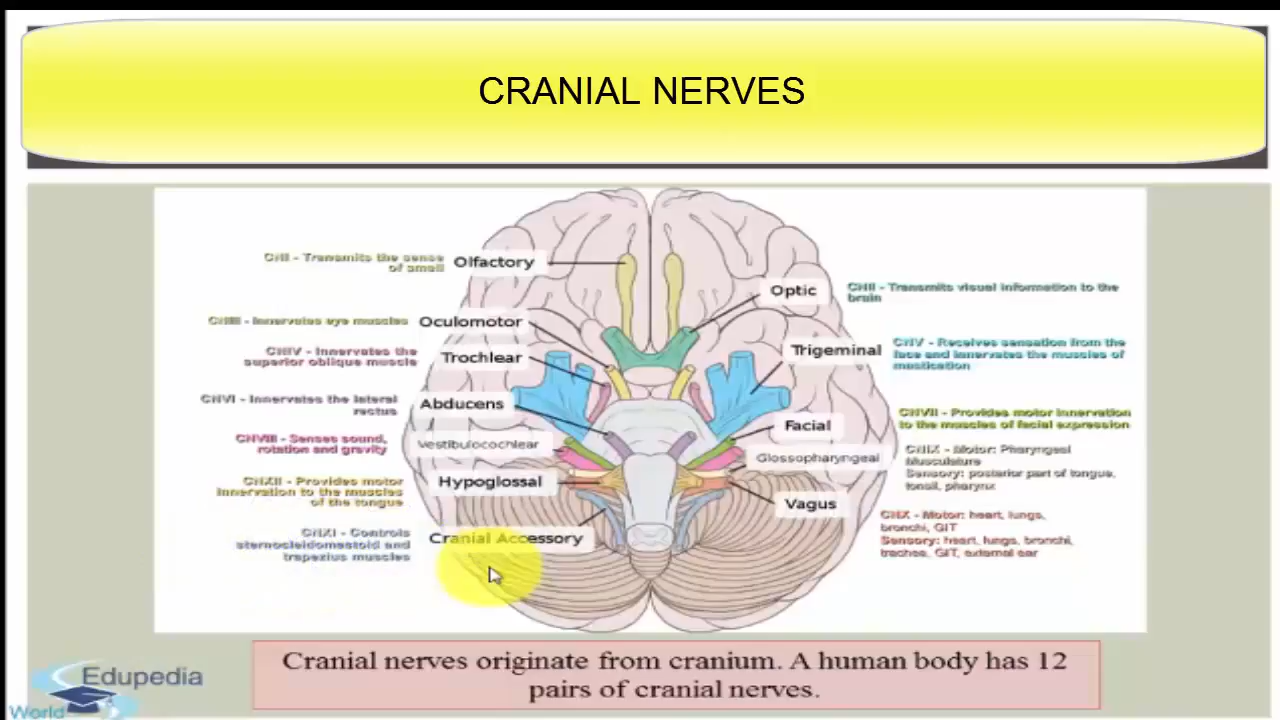 CRANIAL NERVES
CNI - Transmits the sense
of smell
Olfactory
Optic
CNII - Transmits visual information to the
brain
CNIII - Innervates eye muscles
Oculomotor
CNIV - Innervates the
superior oblique muscle
Trochlear
Trigeminal
CNV - Receives sensation from the
face and innervates the muscles of
mastication
CNVI - Innervates the lateral
rectus
Abducens
Facial
CNVII - Provides motor innervation
to the muscles of facial expression
CNVIII - Senses sound,
rotation and gravity
Vestibulocochlear
Glossopharyngeal
CNIX - Motor: Pharyngeal
Musculature
Sensory: posterior part of tongue,
tonsil, pharynx
CNXII - Provides motor
innervation to the muscles
of the tongue
Hypoglossal
Vagus
CNX - Motor: heart, lungs,
bronchi, GIT
Sensory: heart, lungs, bronchi,
trachea, GIT, external ear
CNXI - Controls
sternocleidomastoid and
trapezius muscles
Cranial Accessory
Cranial nerves originate from cranium. A human body has 12
pairs of cranial nerves.
Edupedia
World